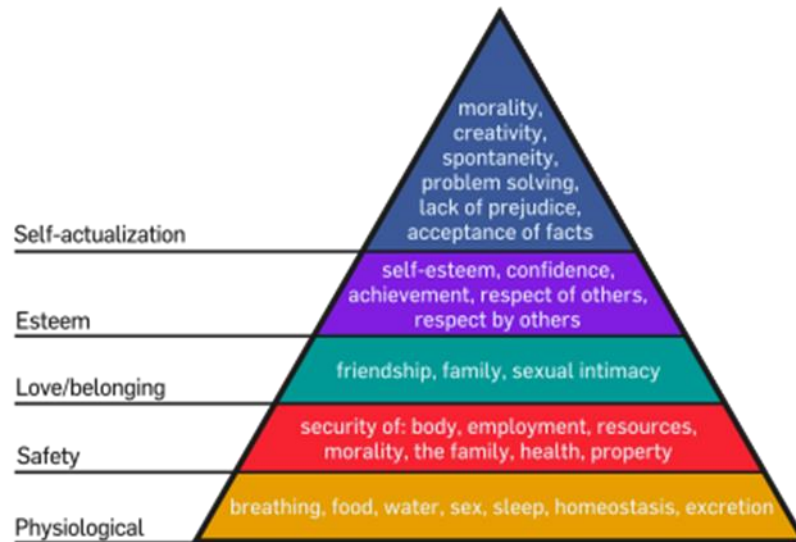 morality,
creativity,
spontaneity,
problem solving,
lack of prejudice,
acceptance of facts
Self-actualization
self-esteem, confidence,
achievement, respect of others,
respect by others
Esteem
friendship, family, sexual intimacy
Love/belonging
security of: body, employment, resources,
morality, the family, health, property
Safety
breathing, food, water, sex, sleep, homeostasis, excretion
Physiological